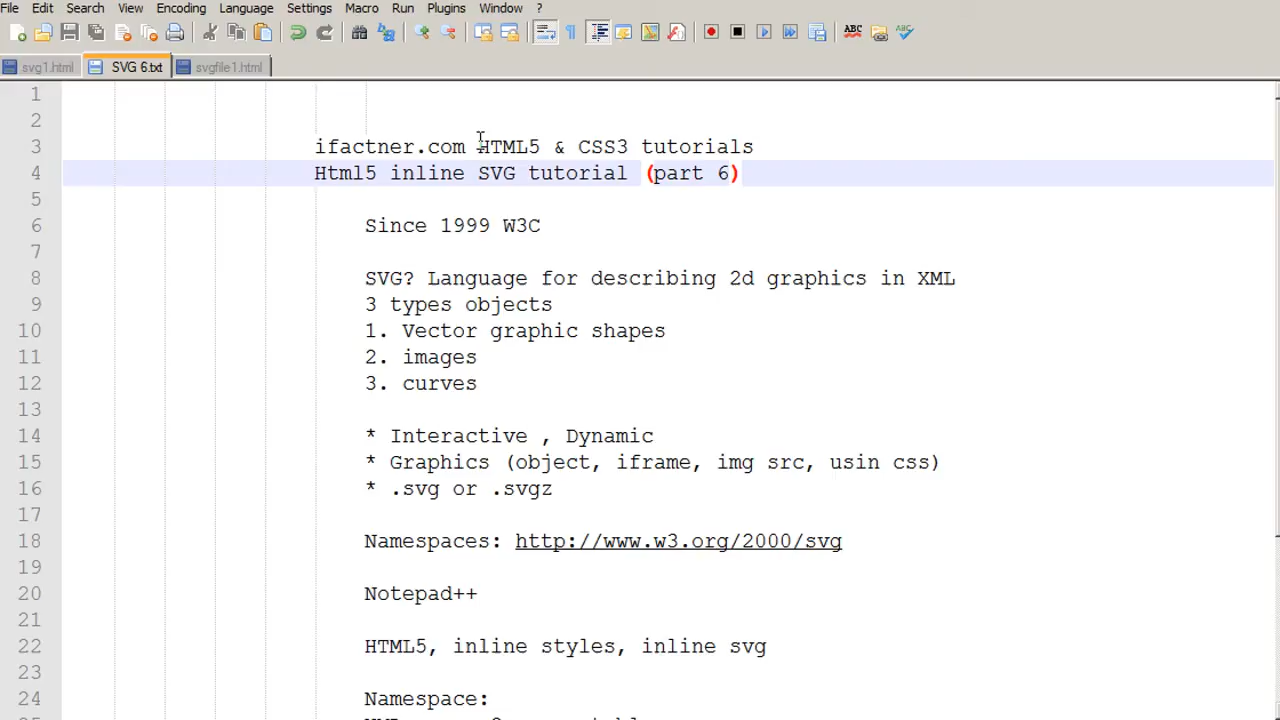 File Edit Search View Encoding Language Settings Macro Run Plugins Window ?
ABC ABC
svg1.html SVG 6.txt svgfile1.html
1
2
3 ifactner.com HTML5 & CSS3 tutorials
4 Html5 inline SVG tutorial (part 6)
5
6 Since 1999 W3C
7
8 SVG? Language for describing 2d graphics in XML
9 3 types objects
10 1. Vector graphic shapes
11 2. images
12 3. curves
13
14 * Interactive , Dynamic
15 * Graphics (object, iframe, img src, usin css)
16 * .svg or .svgz
17
18 Namespaces: http://www.w3.org/2000/svg
19
20 Notepad++
21
22 HTML5, inline styles, inline svg
23
24 Namespace: